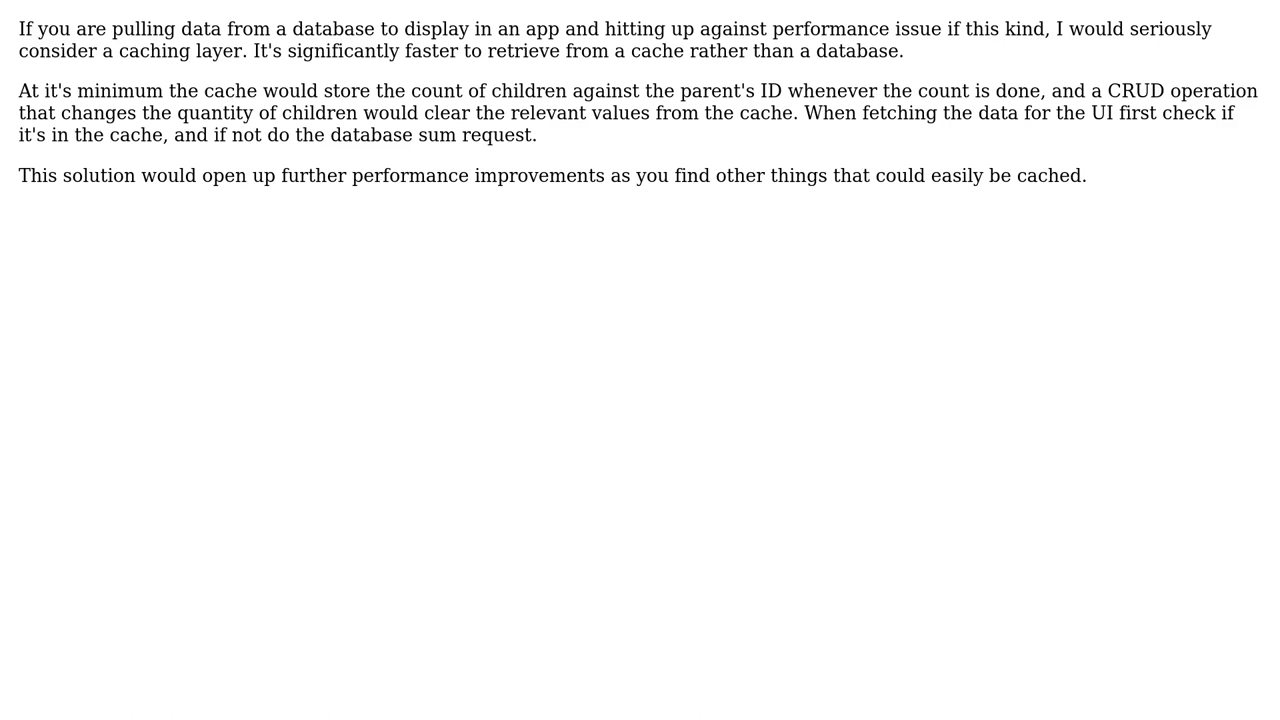 If you are pulling data from a database to display in an app and hitting up against performance issue if this kind, I would seriously
consider a caching layer. It's significantly faster to retrieve from a cache rather than a database.
At it's minimum the cache would store the count of children against the parent's ID whenever the count is done, and a CRUD operation
that changes the quantity of children would clear the relevant values from the cache. When fetching the data for the UI first check if
it's in the cache, and if not do the database sum request.
This solution would open up further performance improvements as you find other things that could easily be cached.